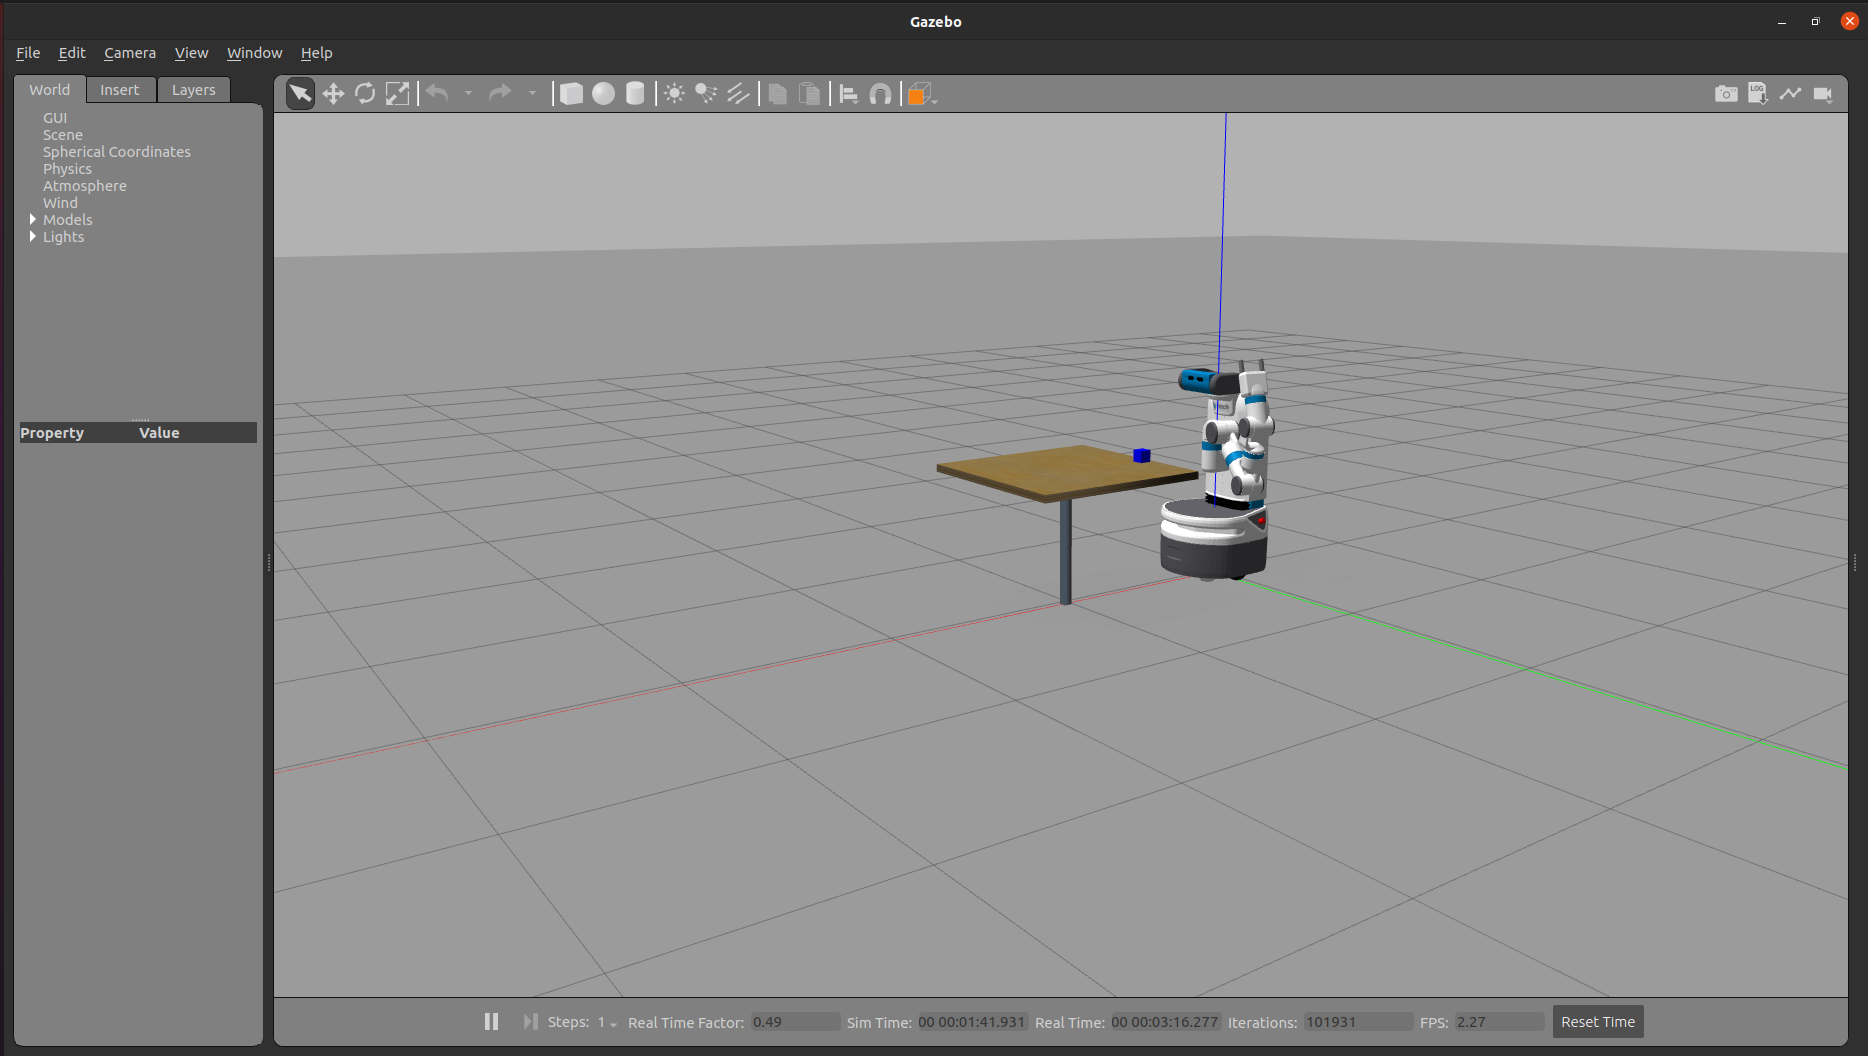 Gazebo
File Edit Camera View Window Help
World Insert Layers
LOG
GUI
Scene
Spherical Coordinates
Physics
Atmosphere
Wind
Models
Lights
Property Value
Steps: 1 Real Time Factor: 0.49 Sim Time: 00 00:01:41.931 Real Time: 00 00:03:16.277 Iterations: 101931 FPS: 2.27 Reset Time